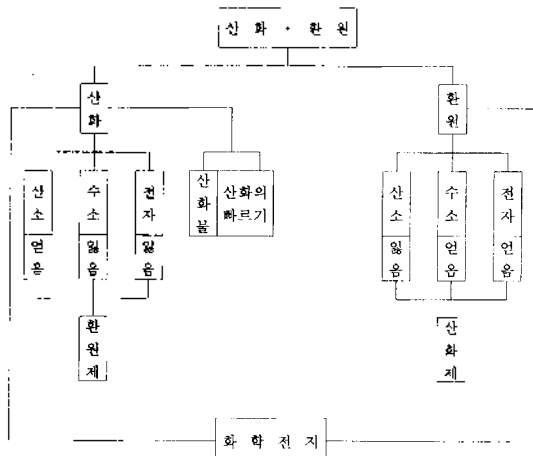 산화 · 환원
산화
환원
산소 얻음
수소 잃음
전자 잃음
산화물
산화의 빠르기
산소 잃음
수소 얻음
전자 얻음
환원제
산화제
화학전지